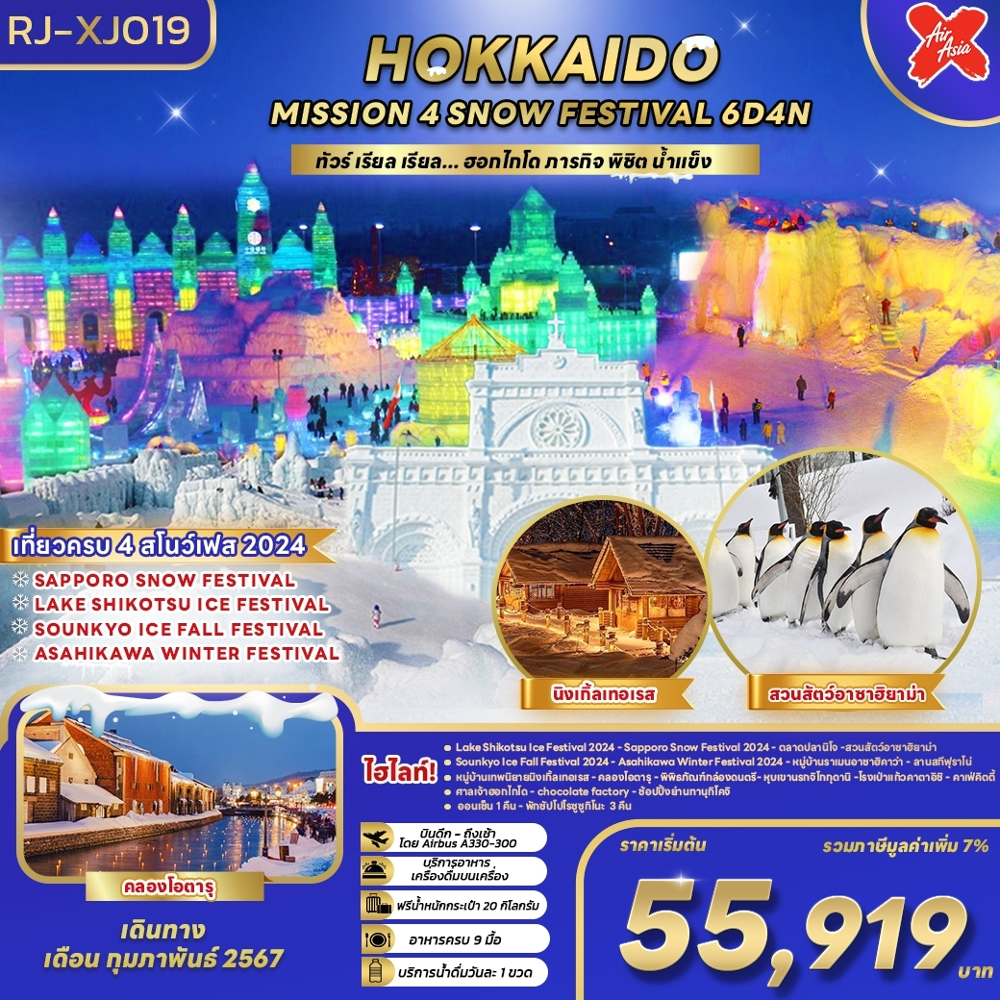 RJ-XJ019
Air
Asia
HOKKAIDO
MISSION 4 SNOW FESTIVAL 6D4N
ทัวร์ เรียล เรียล... ฮอกไกโด ภารกิจ พิชิต น้ำแข็ง
เที่ยวครบ 4 สโนว์เฟส 2024
SAPPORO SNOW FESTIVAL
LAKE SHIKOTSU ICE FESTIVAL
SOUNKYO ICE FALL FESTIVAL
ASAHIKAWA WINTER FESTIVAL
นิงเกิ้ลเทอเรส
สวนสัตว์อาซาฮิยาม่า
คลองโอตารุ
เดินทาง
เดือน กุมภาพันธ์ 2567
ไฮไลท์!
Lake Shikotsu Ice Festival 2024 - Sapporo Snow Festival 2024 - ตลาดปลานิโจ -สวนสัตว์อาซาฮิยาม่า
Sounkyo Ice Fall Festival 2024 - Asahikawa Winter Festival 2024 - หมู่บ้านราเมนอาซาฮิคาว่า - ลานสกีฟุราโน่
หมู่บ้านเทพนิยายนิงเกิ้ลเทอเรส - คลองโอตารุ - พิพิธภัณฑ์กล่องดนตรี- หุบเขานรกจิโกกุดานิ -โรงเป่าแก้วคาตาอิชิ - คาเฟ่คิตตี้
ศาลเจ้าฮอกไกโด - chocolate factory - ช้อปปิ้งย่านทานุกิโคจิ
ออนเซ็น 1 คืน - พักซัปโปโรซูซูกิโนะ 3 คืน
บินดึก - ถึงเช้า
โดย Airbus A330-300
บริการอาหาร ,
เครื่องดื่มบนเครื่อง
ฟรีน้ำหนักกระเป๋า 20 กิโลกรัม
อาหารครบ 9 มื้อ
บริการน้ำดื่มวันละ 1 ขวด
ราคาเริ่มต้น
รวมภาษีมูลค่าเพิ่ม 7%
55,919
บาท